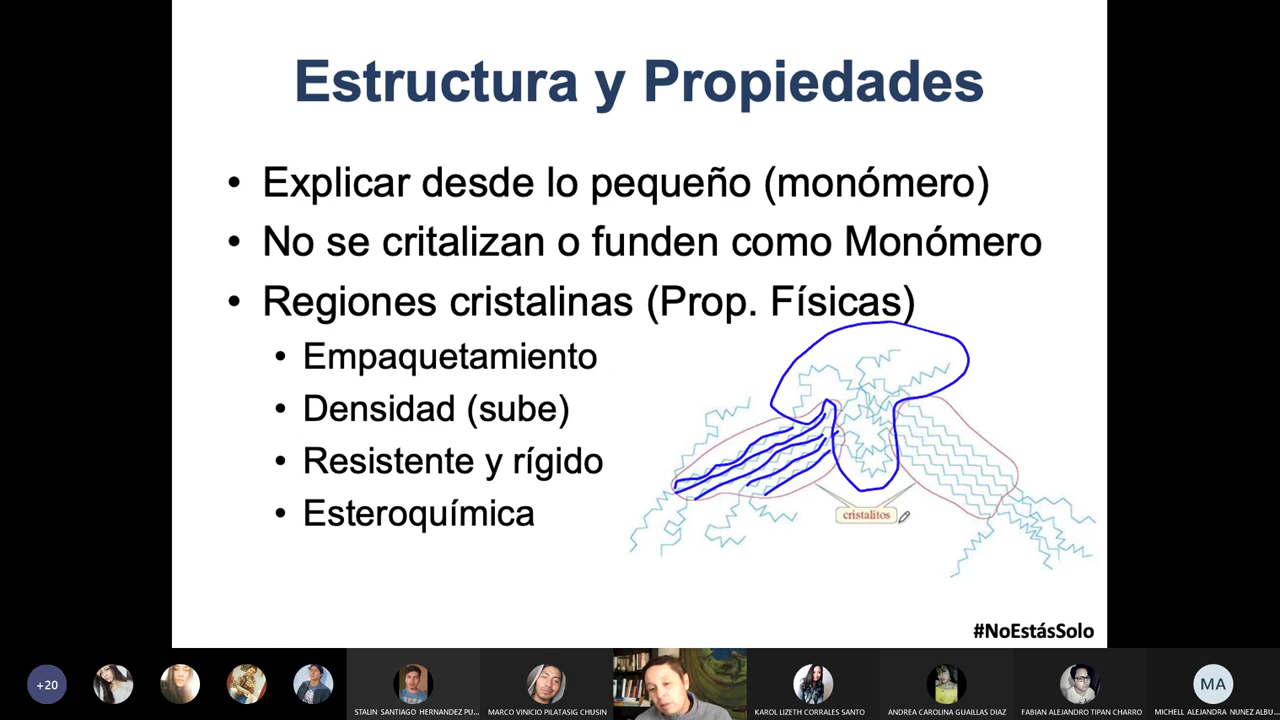 Estructura y Propiedades
• Explicar desde lo pequeño (monómero)
• No se critalizan o funden como Monómero
• Regiones cristalinas (Prop. Físicas)
• Empaquetamiento
• Densidad (sube)
• Resistente y rígido
• Esteroquímica
cristalitos
#NoEstásSolo
+20
STALIN SANTIAGO HERNANDEZ PU...
MARCO VINICIO PILATASIG CHUSIN
KAROL LIZETH CORRALES SANTO
ANDREA CAROLINA GUAILLAS DIAZ
FABIAN ALEJANDRO TIPAN CHARRO
MA
MICHELL ALEJANDRA NUNEZ ALBU...